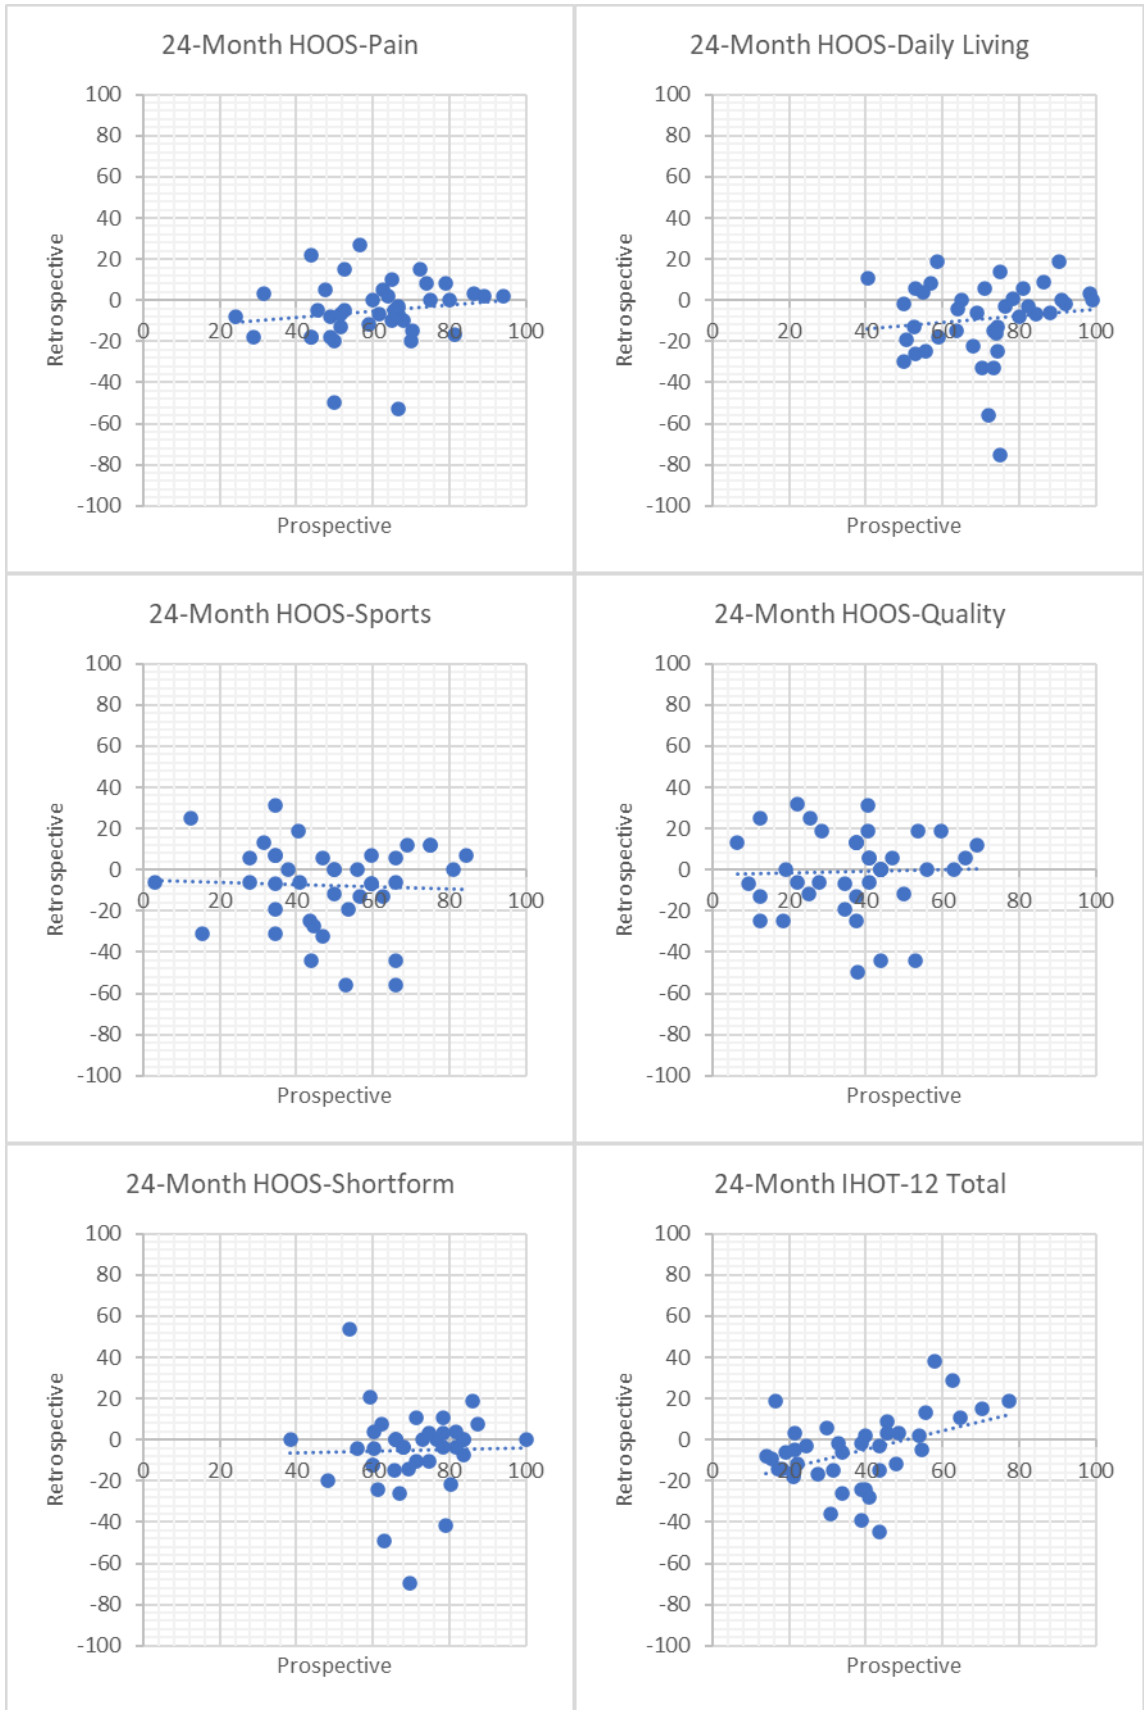 24-Month HOOS-Pain
100
80
60
40
20
0
-20
-40
-60
-80
-100
0 20 40 60 80 100
Retrospective
Prospective
24-Month HOOS-Daily Living
100
80
60
40
20
0
-20
-40
-60
-80
-100
0 20 40 60 80 100
Retrospective
Prospective
24-Month HOOS-Sports
100
80
60
40
20
0
-20
-40
-60
-80
-100
0 20 40 60 80 100
Retrospective
Prospective
24-Month HOOS-Quality
100
80
60
40
20
0
-20
-40
-60
-80
-100
0 20 40 60 80 100
Retrospective
Prospective
24-Month HOOS-Shortform
100
80
60
40
20
0
-20
-40
-60
-80
-100
0 20 40 60 80 100
Retrospective
Prospective
24-Month IHOT-12 Total
100
80
60
40
20
0
-20
-40
-60
-80
-100
0 20 40 60 80 100
Retrospective
Prospective